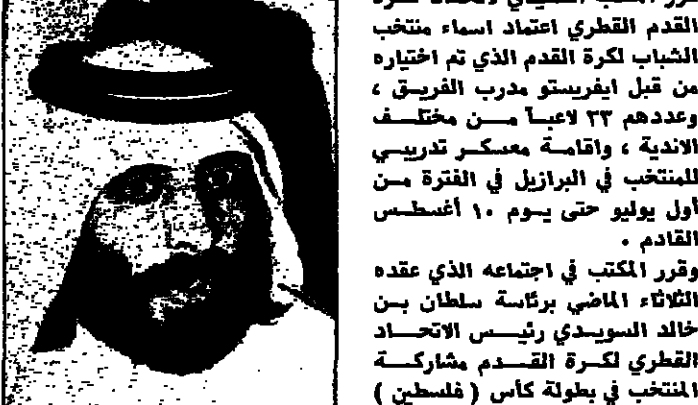 القدم القطري اعتماد اسماء منتخب
الشباب لكرة القدم الذي تم اختياره
من قبل ايفريستو مدرب الفريق ،
وعددهم ٢٣ لاعبا من مختلف
الاندية ، واقامة معسكر تدريبي
للمنتخب في البرازيل في الفترة من
أول يوليو حتى يوم ١٠ أغسطس
القادم .
وقرر المكتب في اجتماعه الذي عقده
الثلاثاء الماضي برئاسة سلطان بن
خالد السويدي رئيس الاتحاد
القطري لكرة القدم مشاركة
المنتخب في بطولة كأس ( فلسطين )